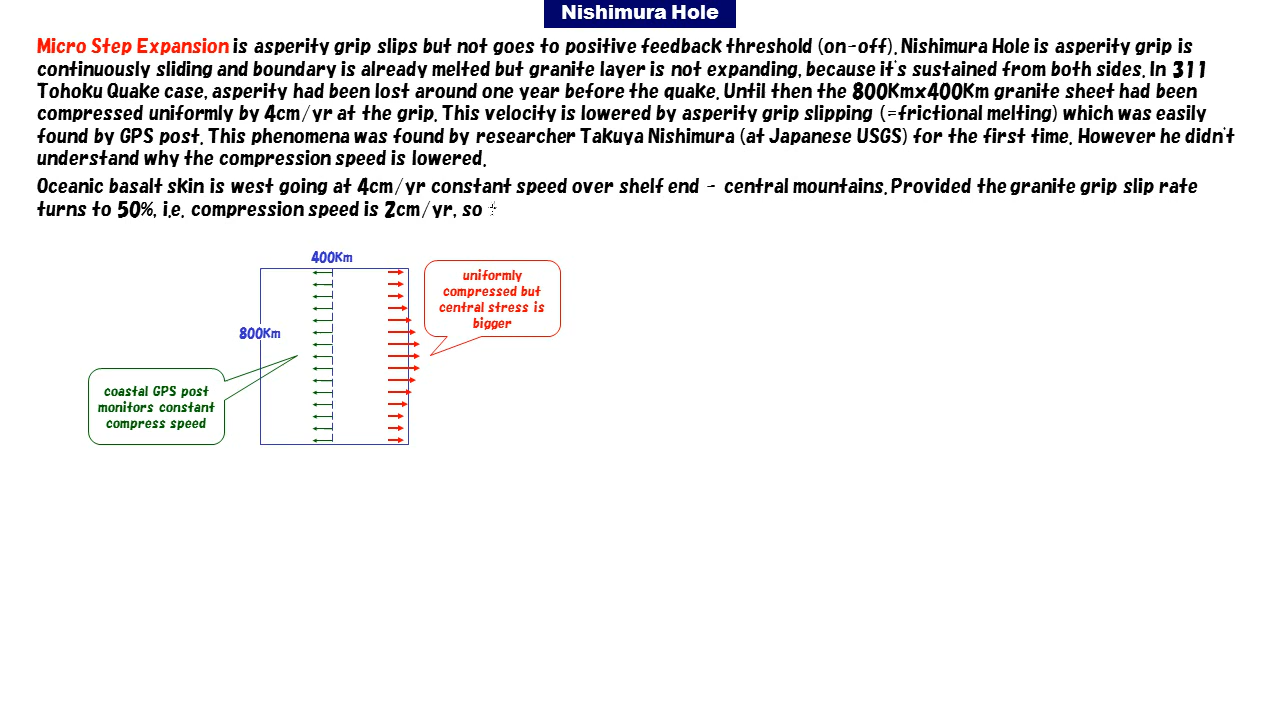 Nishimura Hole
Micro Step Expansion is asperity grip slips but not goes to positive feedback threshold (on-off). Nishimura Hole is asperity grip is
continuously sliding and boundary is already melted but granite layer is not expanding, because it's sustained from both sides. In 311
Tohoku Quake case, asperity had been lost around one year before the quake. Until then the 800Kmx400Km granite sheet had been
compressed uniformly by 4cm/yr at the grip. This velocity is lowered by asperity grip slipping (=frictional melting) which was easily
found by GPS post. This phenomena was found by researcher Takuya Nishimura (at Japanese USGS) for the first time. However he didn't
understand why the compression speed is lowered.
Oceanic basalt skin is west going at 4cm/yr constant speed over shelf end - central mountains. Provided the granite grip slip rate
turns to 50%, i.e. compression speed is 2cm/yr, so
400Km
uniformly
compressed but
central stress is
bigger
800Km
coastal GPS post
monitors constant
compress speed